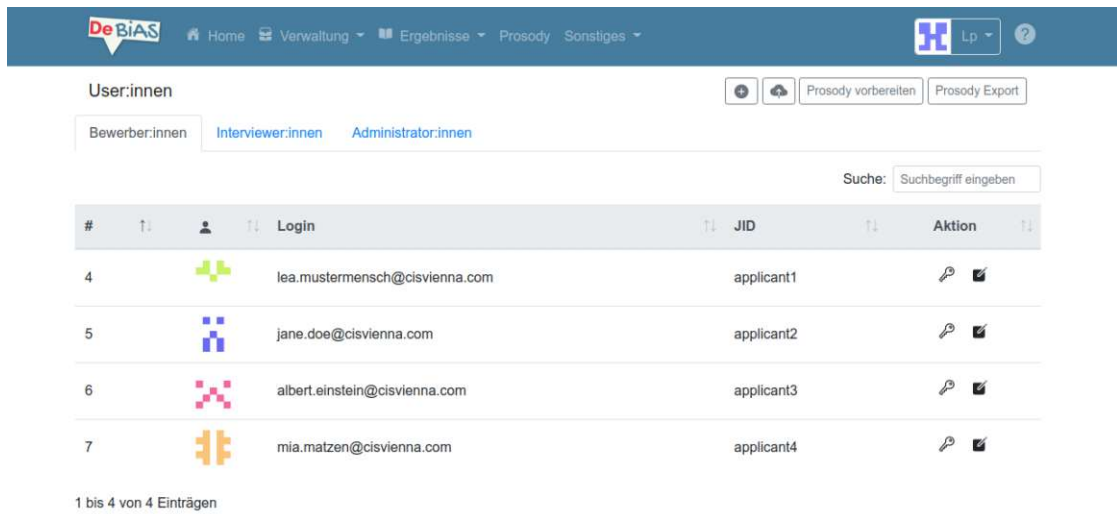 DeBiAS Home Verwaltung Ergebnisse Prosody Sonstiges Lp ?
User:innen Prosody vorbereiten Prosody Export
Bewerber:innen Interviewer:innen Administrator:innen
Suche: Suchbegriff eingeben
# Login JID Aktion
4 lea.mustermensch@cisvienna.com applicant1
5 jane.doe@cisvienna.com applicant2
6 albert.einstein@cisvienna.com applicant3
7 mia.matzen@cisvienna.com applicant4
1 bis 4 von 4 Einträgen